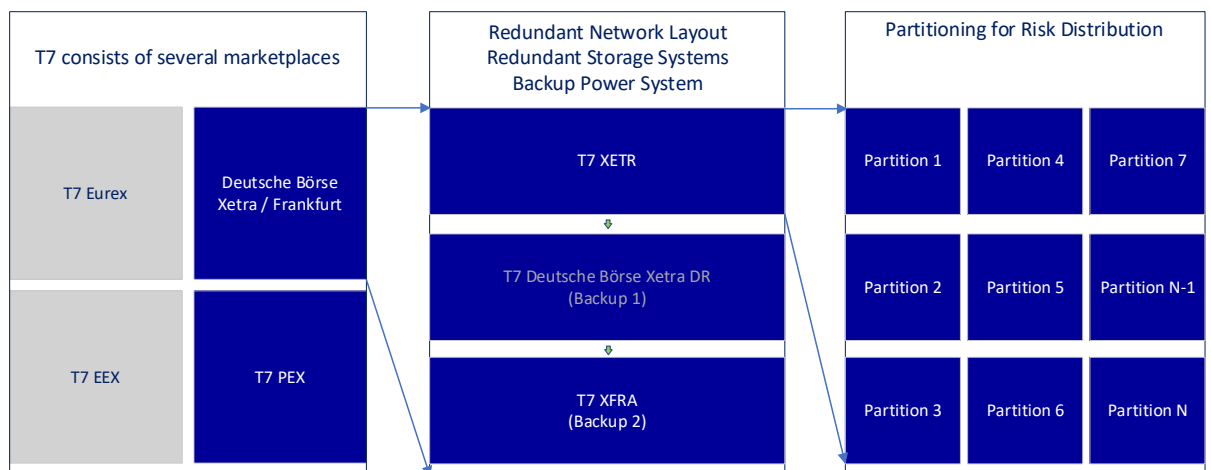 T7 consists of several marketplaces
T7 Eurex
Deutsche Börse
Xetra / Frankfurt
T7 EEX
T7 PEX
Redundant Network Layout
Redundant Storage Systems
Backup Power System
T7 XETR
T7 Deutsche Börse Xetra DR
(Backup 1)
T7 XFRA
(Backup 2)
Partitioning for Risk Distribution
Partition 1
Partition 4
Partition 7
Partition 2
Partition 5
Partition N-1
Partition 3
Partition 6
Partition N